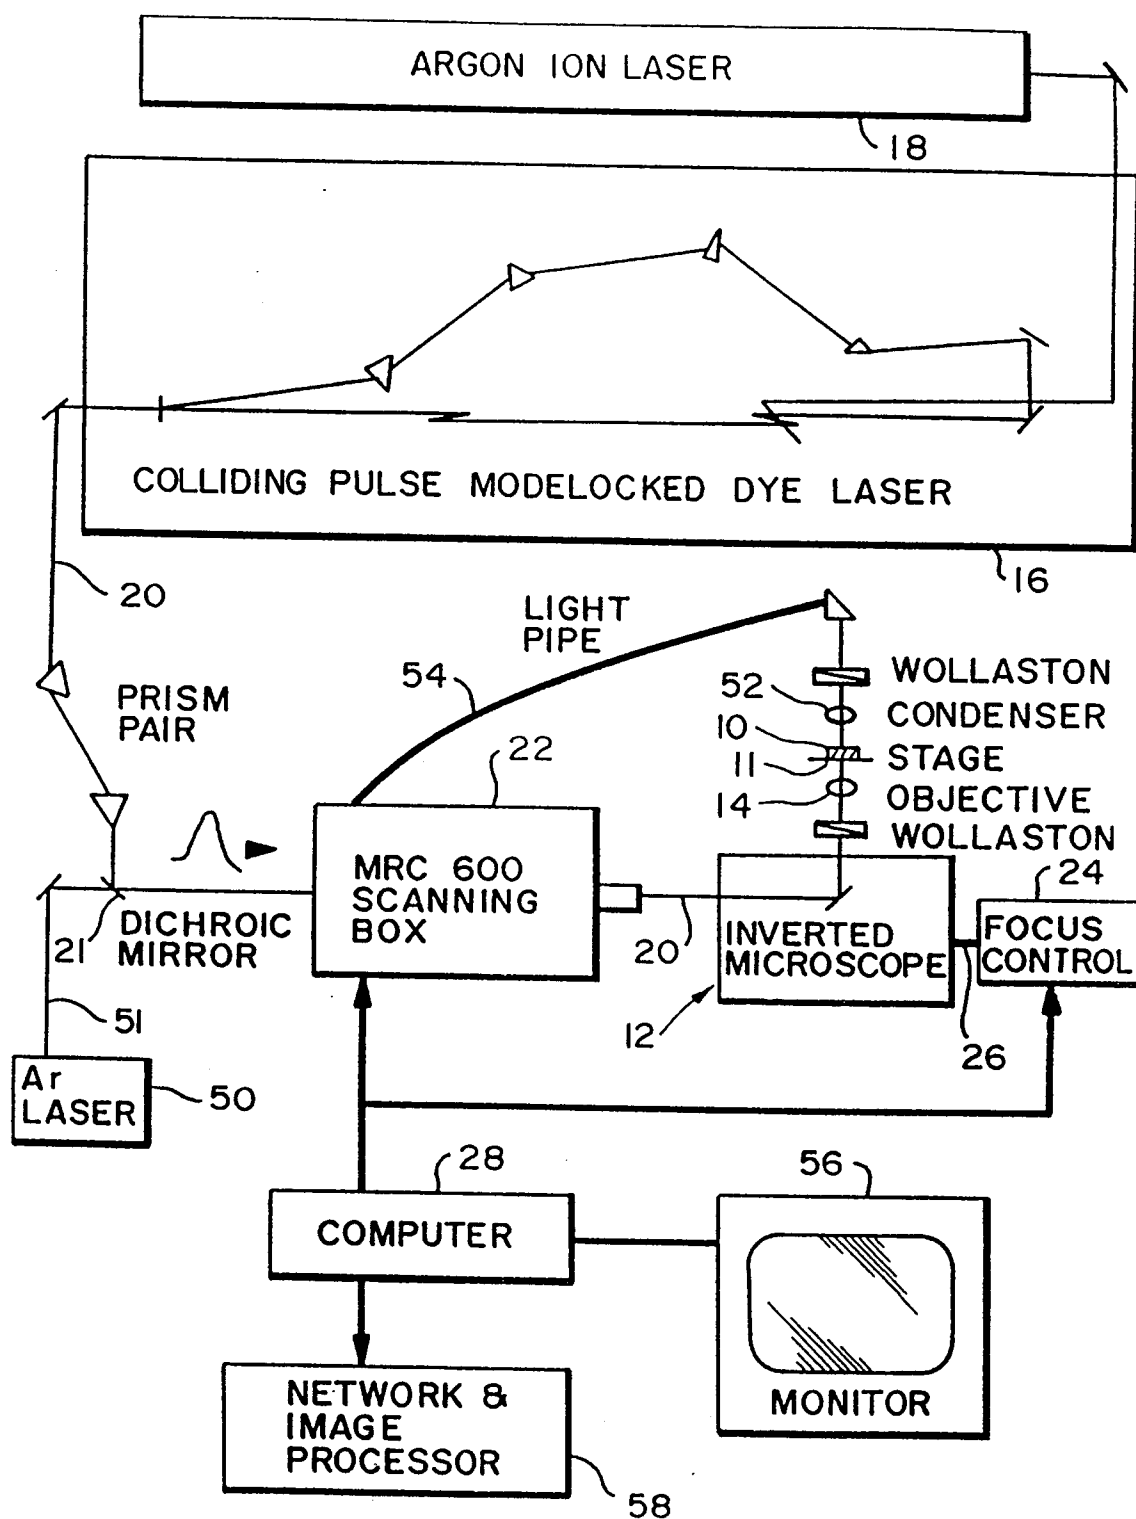 ARGON ION LASER
18
COLLIDING PULSE MODELOCKED DYE LASER
16
20
LIGHT
PIPE
54
WOLLASTON
52
CONDENSER
10
11
STAGE
14
OBJECTIVE
WOLLASTON
PRISM
PAIR
22
MRC 600
SCANNING
BOX
24
FOCUS
CONTROL
21
DICHROIC
MIRROR
20
INVERTED
MICROSCOPE
12
26
51
Ar
LASER
50
28
COMPUTER
56
MONITOR
NETWORK &
IMAGE
PROCESSOR
58